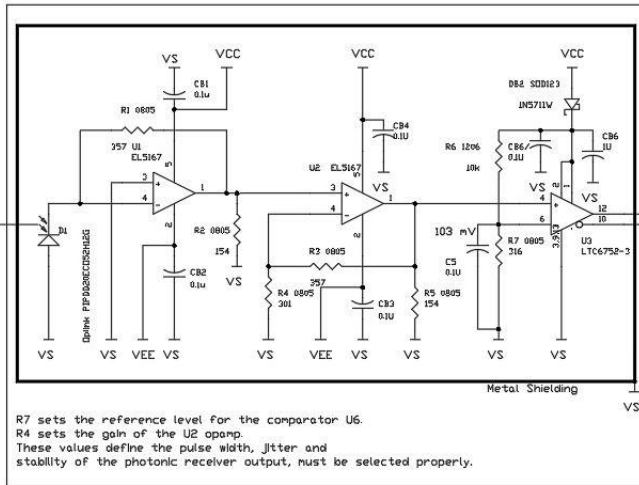 VS
VCC
CB1
0.1u
R1 0805
357
U1
EL5167
5
3
4
1
2
D1
Oplink PIPDQ20ECD52H12G
R2 0805
154
VS
CB2
0.1u
VS
VS
VEE
VS
VCC
CB4
0.1U
VS
U2
EL5167
5
3
4
1
2
R3 0805
357
R4 0805
301
CB3
0.1U
R5 0805
154
VS
VEE
VS
VS
VCC
DB2 SOD123
1N5711W
R6 1206
10k
CB6/
0.1U
VS
CB6
1U
VS
2
1
4
6
12
10
U3
LTC6752-3
103 mV
C5
0.1U
R7 0805
316
VS
VS
Metal Shielding
VS
R7 sets the reference level for the comparator U6.
R4 sets the gain of the U2 opamp.
These values define the pulse width, jitter and
stability of the photonic receiver output, must be selected properly.